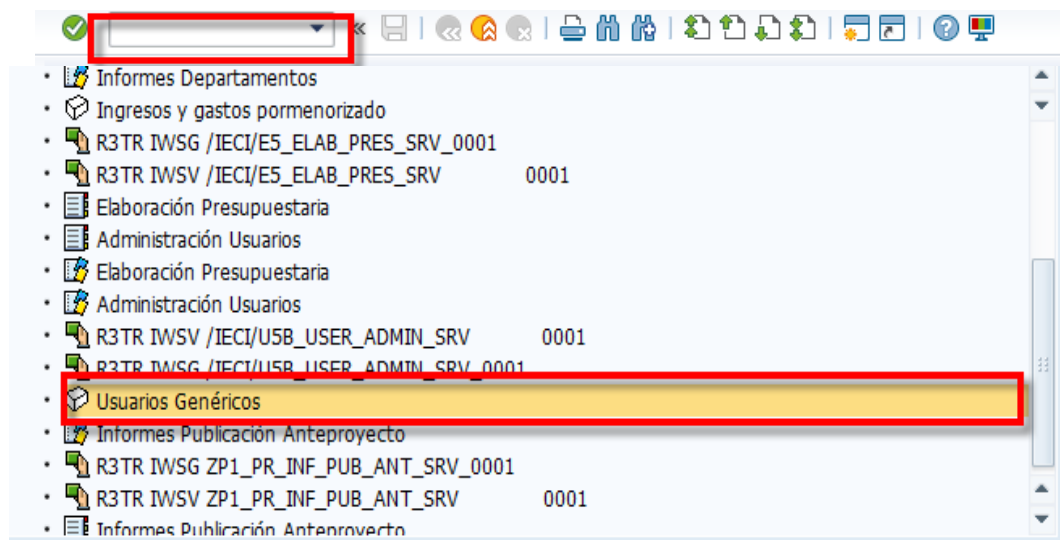 Informes Departamentos
Ingresos y gastos pormenorizado
R3TR IWSG /IECI/E5_ELAB_PRES_SRV_0001
R3TR IWSV /IECI/E5_ELAB_PRES_SRV 0001
Elaboración Presupuestaria
Administración Usuarios
Elaboración Presupuestaria
Administración Usuarios
R3TR IWSV /IECI/U5B_USER_ADMIN_SRV 0001
R3TR IWSG /IECI/U5B_USER_ADMIN_SRV_0001
Usuarios Genéricos
Informes Publicación Anteproyecto
R3TR IWSG ZP1_PR_INF_PUB_ANT_SRV_0001
R3TR IWSV ZP1_PR_INF_PUB_ANT_SRV 0001
Informes Publicación Anteproyecto